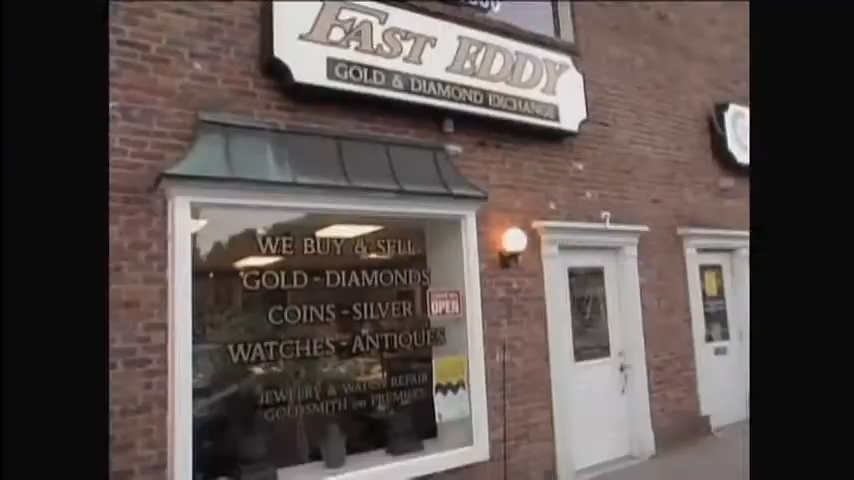 FAST EDDY
GOLD & DIAMOND EXCHANGE
WE BUY & SELL
GOLD - DIAMONDS
COINS - SILVER
WATCHES - ANTIQUES
JEWELRY & WATCH REPAIR
GOLDSMITH on PREMISES
OPEN
7